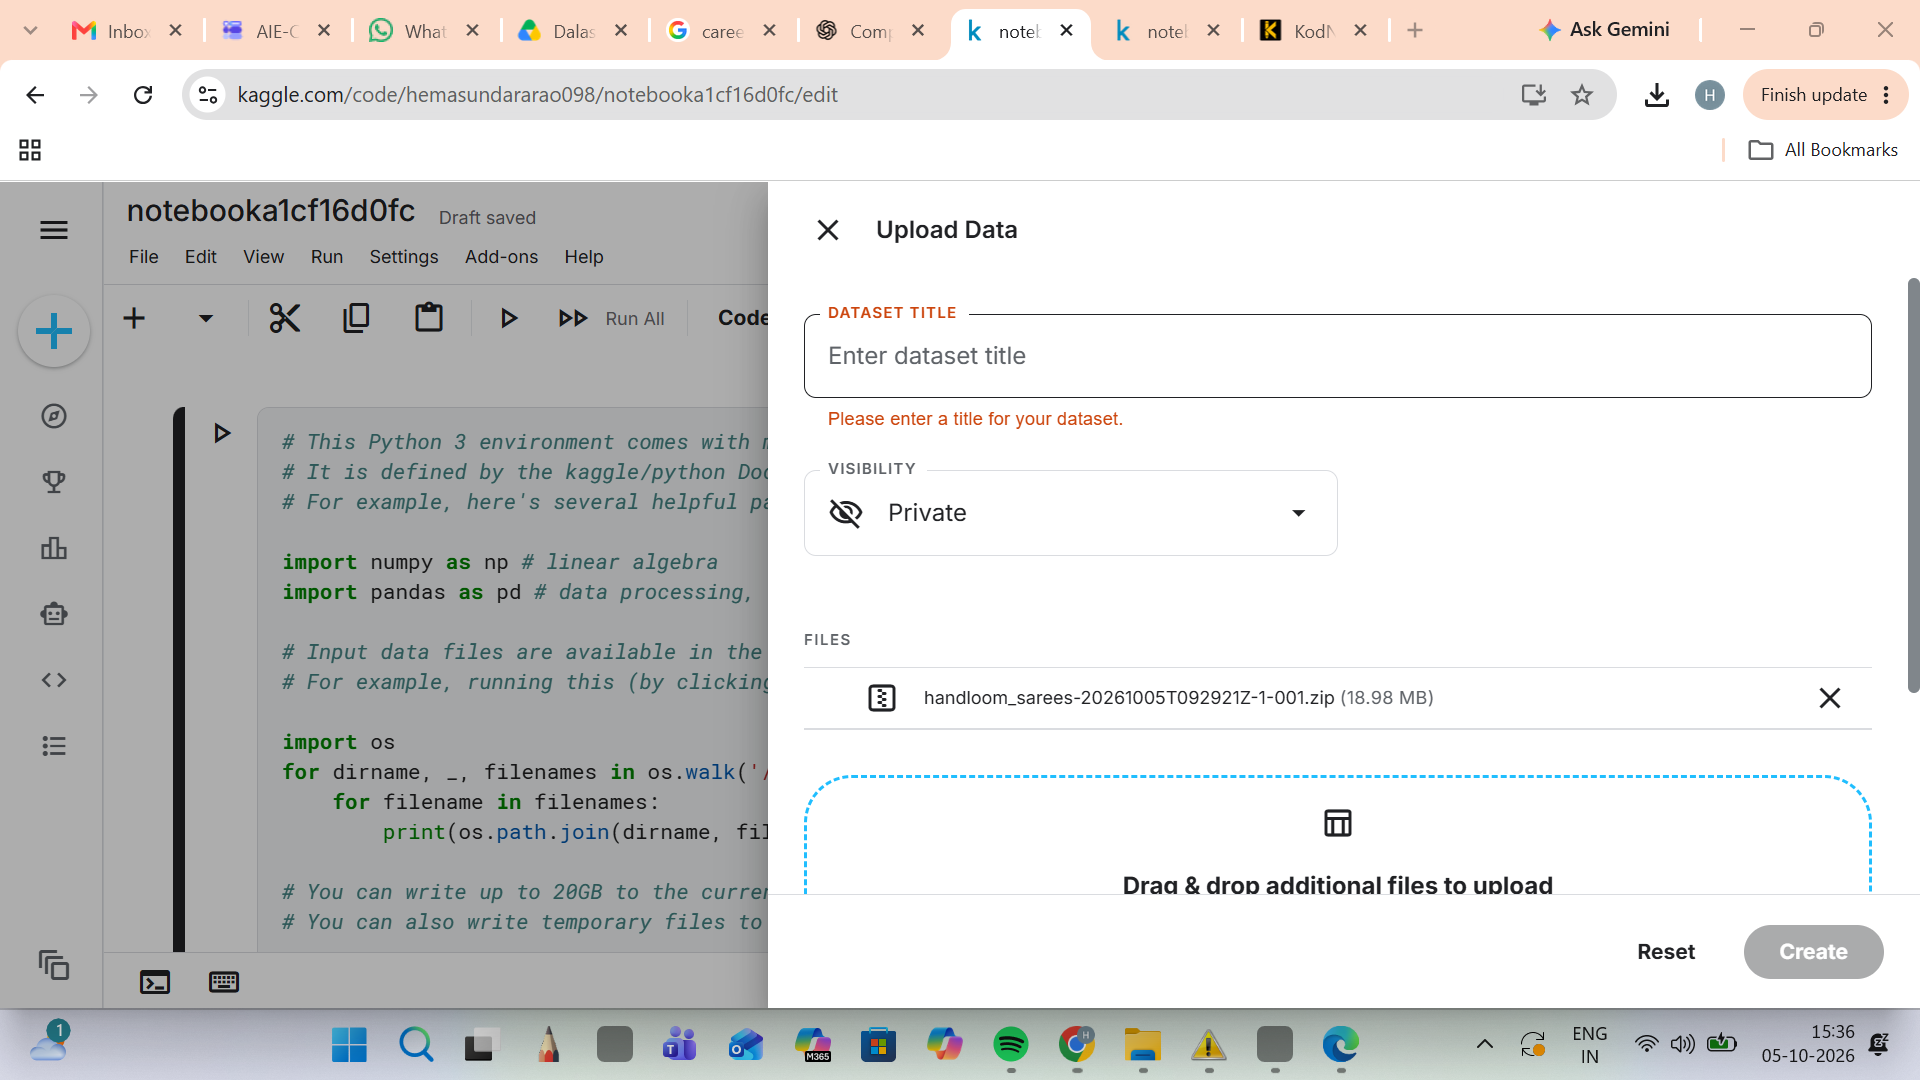 Inbox
AIE-C
What
Dalas
caree
Comp
noteb
notel
KodN
Ask Gemini
kaggle.com/code/hemasundararao098/notebooka1cf16d0fc/edit
H
Finish update
All Bookmarks
notebooka1cf16d0fc Draft saved
File Edit View Run Settings Add-ons Help
Run All
Code
# This Python 3 environment comes with
# It is defined by the kaggle/python Doc
# For example, here's several helpful pa
import numpy as np # linear algebra
import pandas as pd # data processing,
# Input data files are available in the
# For example, running this (by clicking
import os
for dirname, _, filenames in os.walk('/
for filename in filenames:
print(os.path.join(dirname, fil
# You can write up to 20GB to the curren
# You can also write temporary files to
Upload Data
DATASET TITLE
Enter dataset title
Please enter a title for your dataset.
VISIBILITY
Private
FILES
handloom_sarees-20261005T092921Z-1-001.zip (18.98 MB)
Drag & drop additional files to upload
Reset
Create
1
M365
H
ENG
IN
15:36
05-10-2026